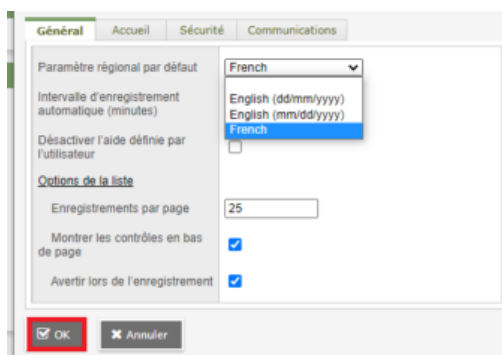 Général Accueil Sécurité Communications
Paramètre régional par défaut French
Intervalle d'enregistrement
automatique (minutes)
English (dd/mm/yyyy)
English (mm/dd/yyyy)
French
Désactiver l'aide définie par
l'utilisateur
Options de la liste
Enregistrements par page 25
Montrer les contrôles en bas
de page
Avertir lors de l'enregistrement
OK Annuler